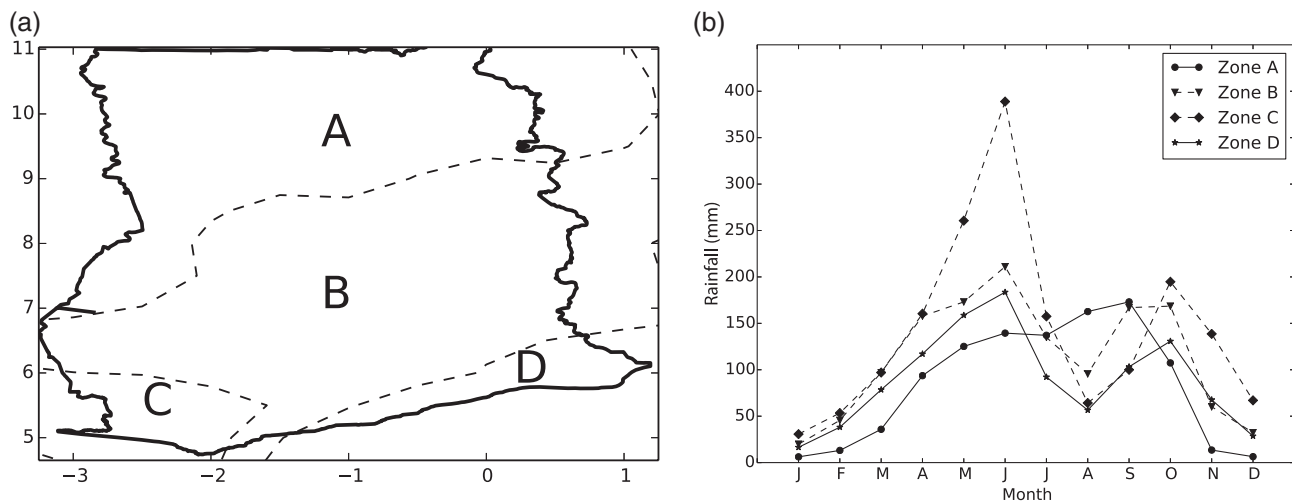 (a)
11
10
9
8
7
6
5
−3
−2
−1
0
1
A
B
C
D
(b)
400
350
300
250
200
150
100
50
0
Rainfall (mm)
J F M A M J J A S O N D
Month
Zone A
Zone B
Zone C
Zone D